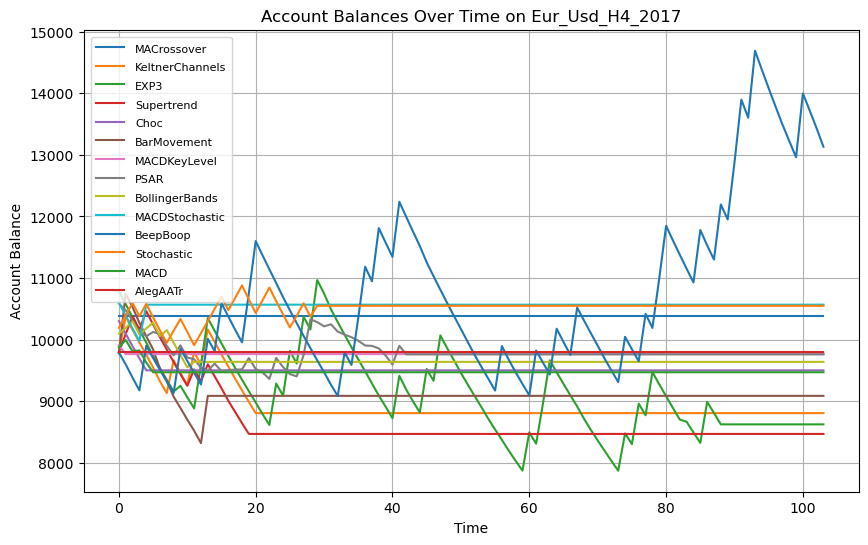 Account Balances Over Time on Eur_Usd_H4_2017
15000
14000
13000
12000
11000
10000
9000
8000
Account Balance
MACrossover
KeltnerChannels
EXP3
Supertrend
Choc
BarMovement
MACDKeyLevel
PSAR
BollingerBands
MACDStochastic
BeepBoop
Stochastic
MACD
AlegAATr
0 20 40 60 80 100
Time